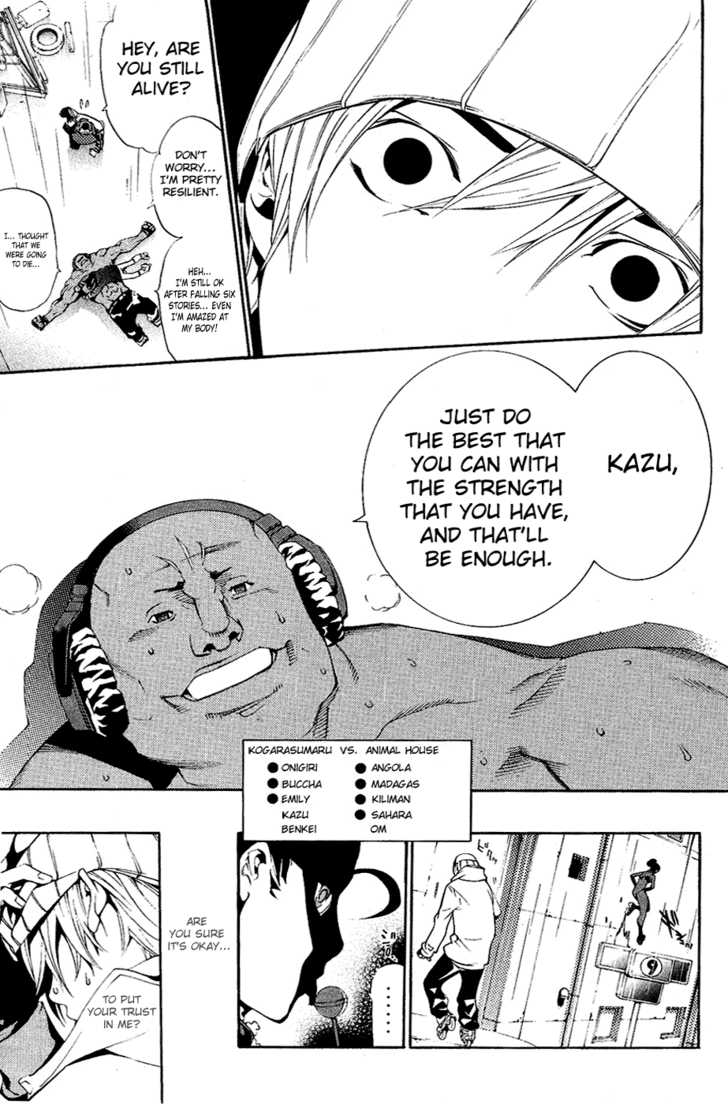 HEY, ARE
YOU STILL
ALIVE?
DON'T
WORRY...
I'M PRETTY
RESILIENT.
HEH...
I'M STILL OK
AFTER FALLING SIX
STORIES... EVEN
I'M AMAZED AT
MY BODY!
I... THOUGHT
THAT WE
WERE GOING
TO DIE...
KAZU,
JUST DO
THE BEST THAT
YOU CAN WITH
THE STRENGTH
THAT YOU HAVE,
AND THAT'LL
BE ENOUGH.
KOGARASUMARU VS. ANIMAL HOUSE
● ONIGIRI ● ANGOLA
● BUCCHA ● MADAGAS
● EMILY ● KILIMAN
KAZU ● SAHARA
BENKEI OM
9
......
ARE
YOU SURE
IT'S OKAY...
TO PUT
YOUR TRUST
IN ME?